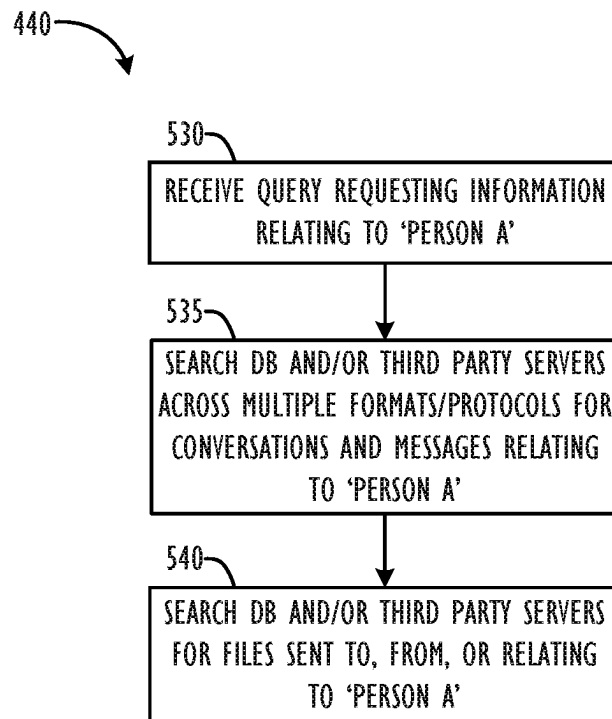 440
530
RECEIVE QUERY REQUESTING INFORMATION
RELATING TO ‘PERSON A’
535
SEARCH DB AND/OR THIRD PARTY SERVERS
ACROSS MULTIPLE FORMATS/PROTOCOLS FOR
CONVERSATIONS AND MESSAGES RELATING
TO ‘PERSON A’
540
SEARCH DB AND/OR THIRD PARTY SERVERS
FOR FILES SENT TO, FROM, OR RELATING
TO ‘PERSON A’